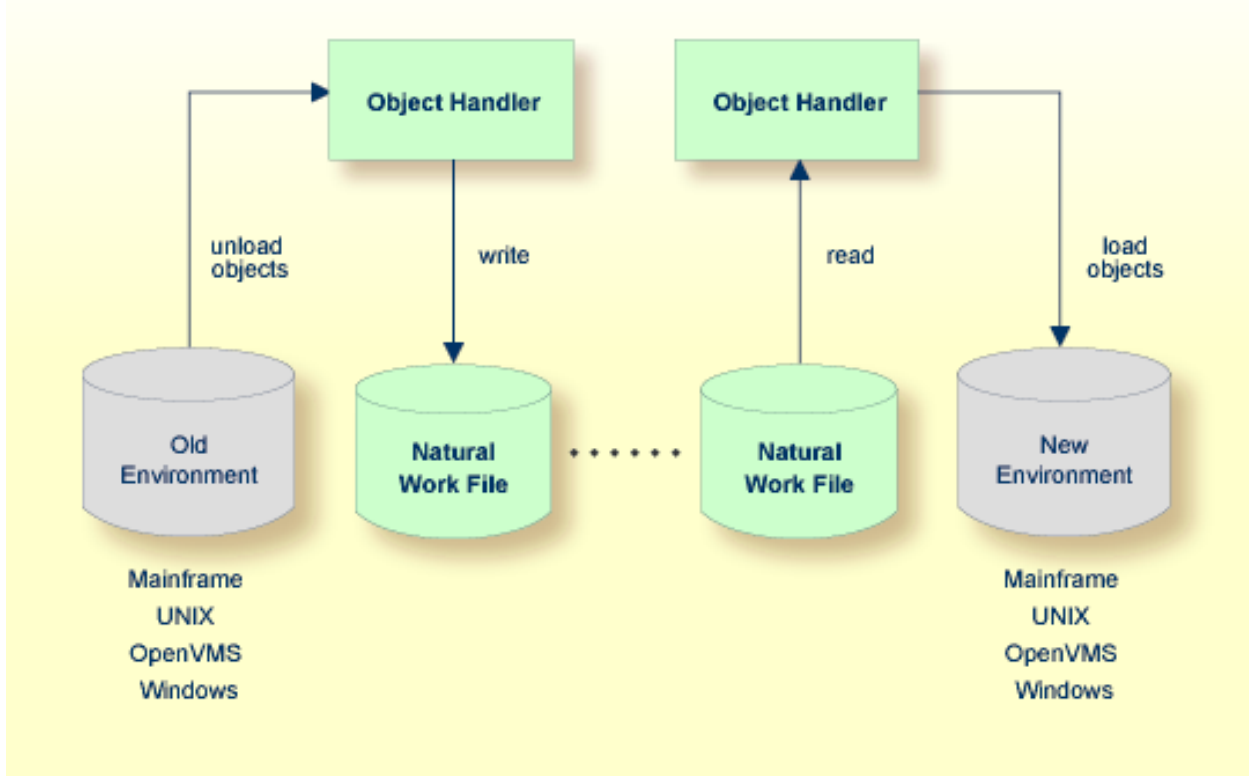 Object Handler
Object Handler
unload
objects
write
read
load
objects
Old
Environment
Natural
Work File
Natural
Work File
New
Environment
Mainframe
UNIX
OpenVMS
Windows
Mainframe
UNIX
OpenVMS
Windows